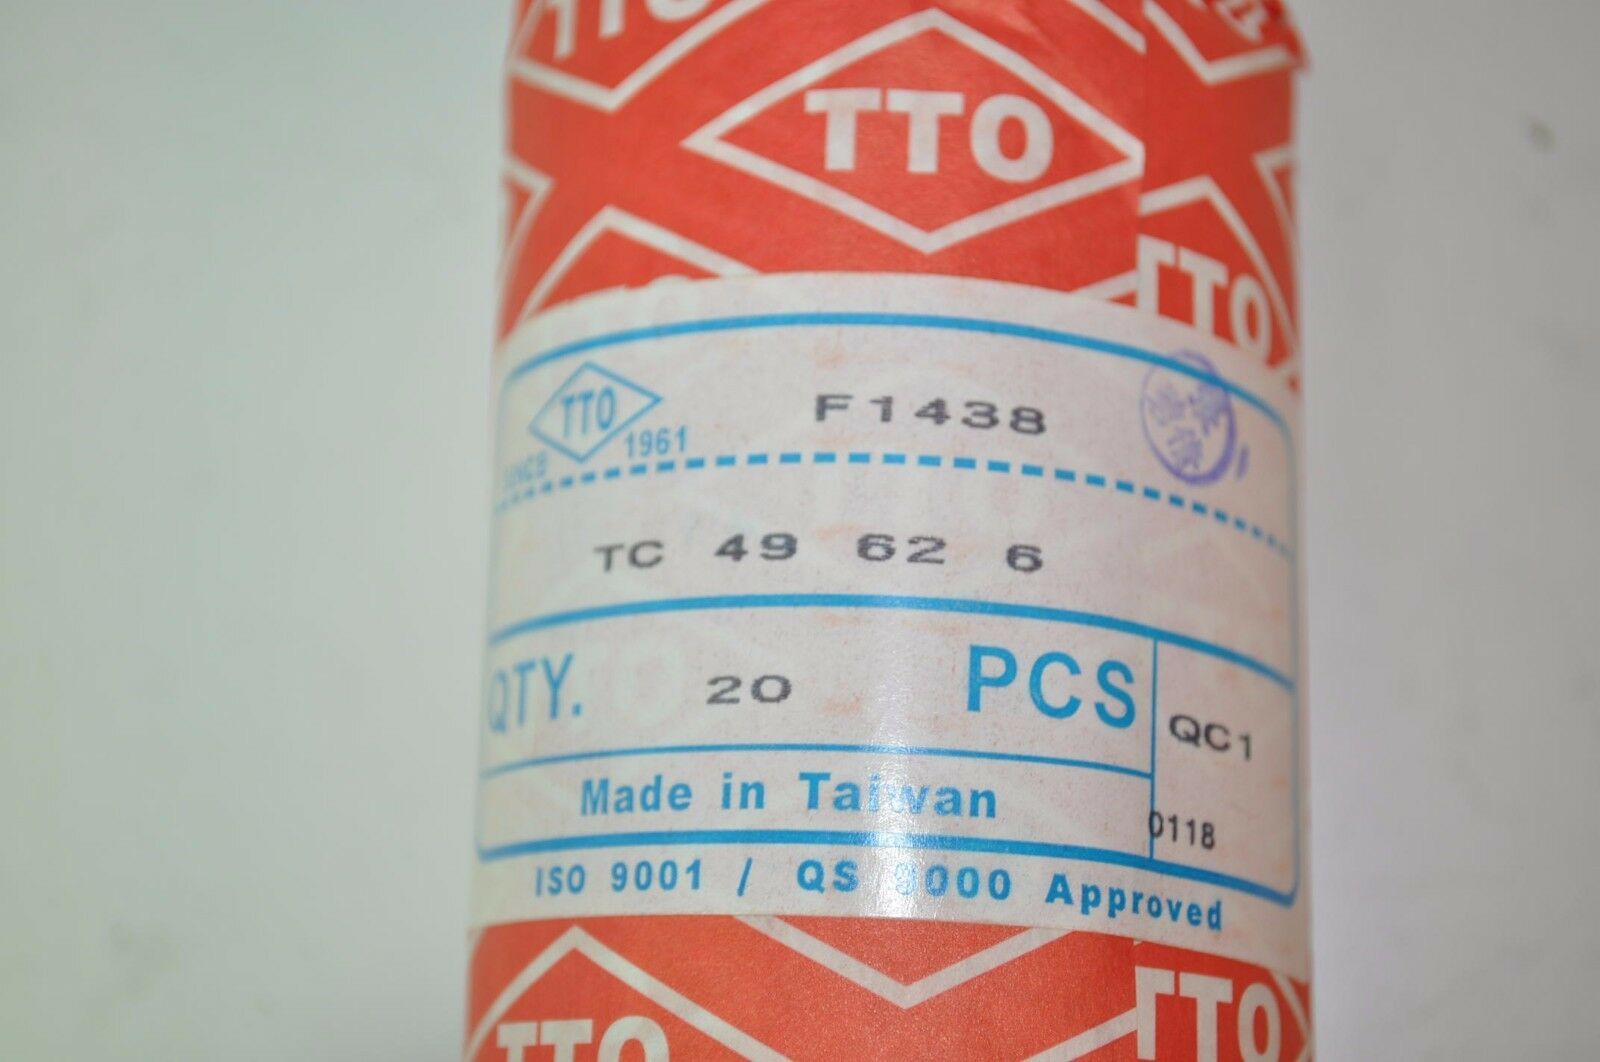 TTO
TTO
TTO
TTO F1438
SINCE 1961
TC 49 62 6
QTY. 20 PCS QC1
Made in Taiwan 0118
ISO 9001 / QS 9000 Approved
TTO
TTO